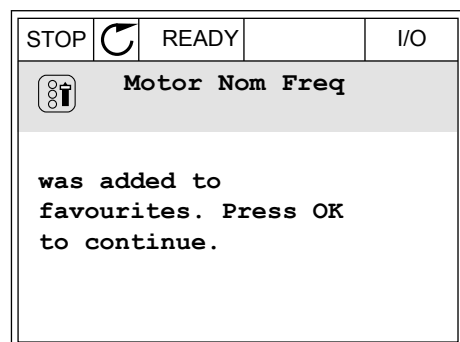 STOP READY I/O
Motor Nom Freq
was added to
favourites. Press OK
to continue.